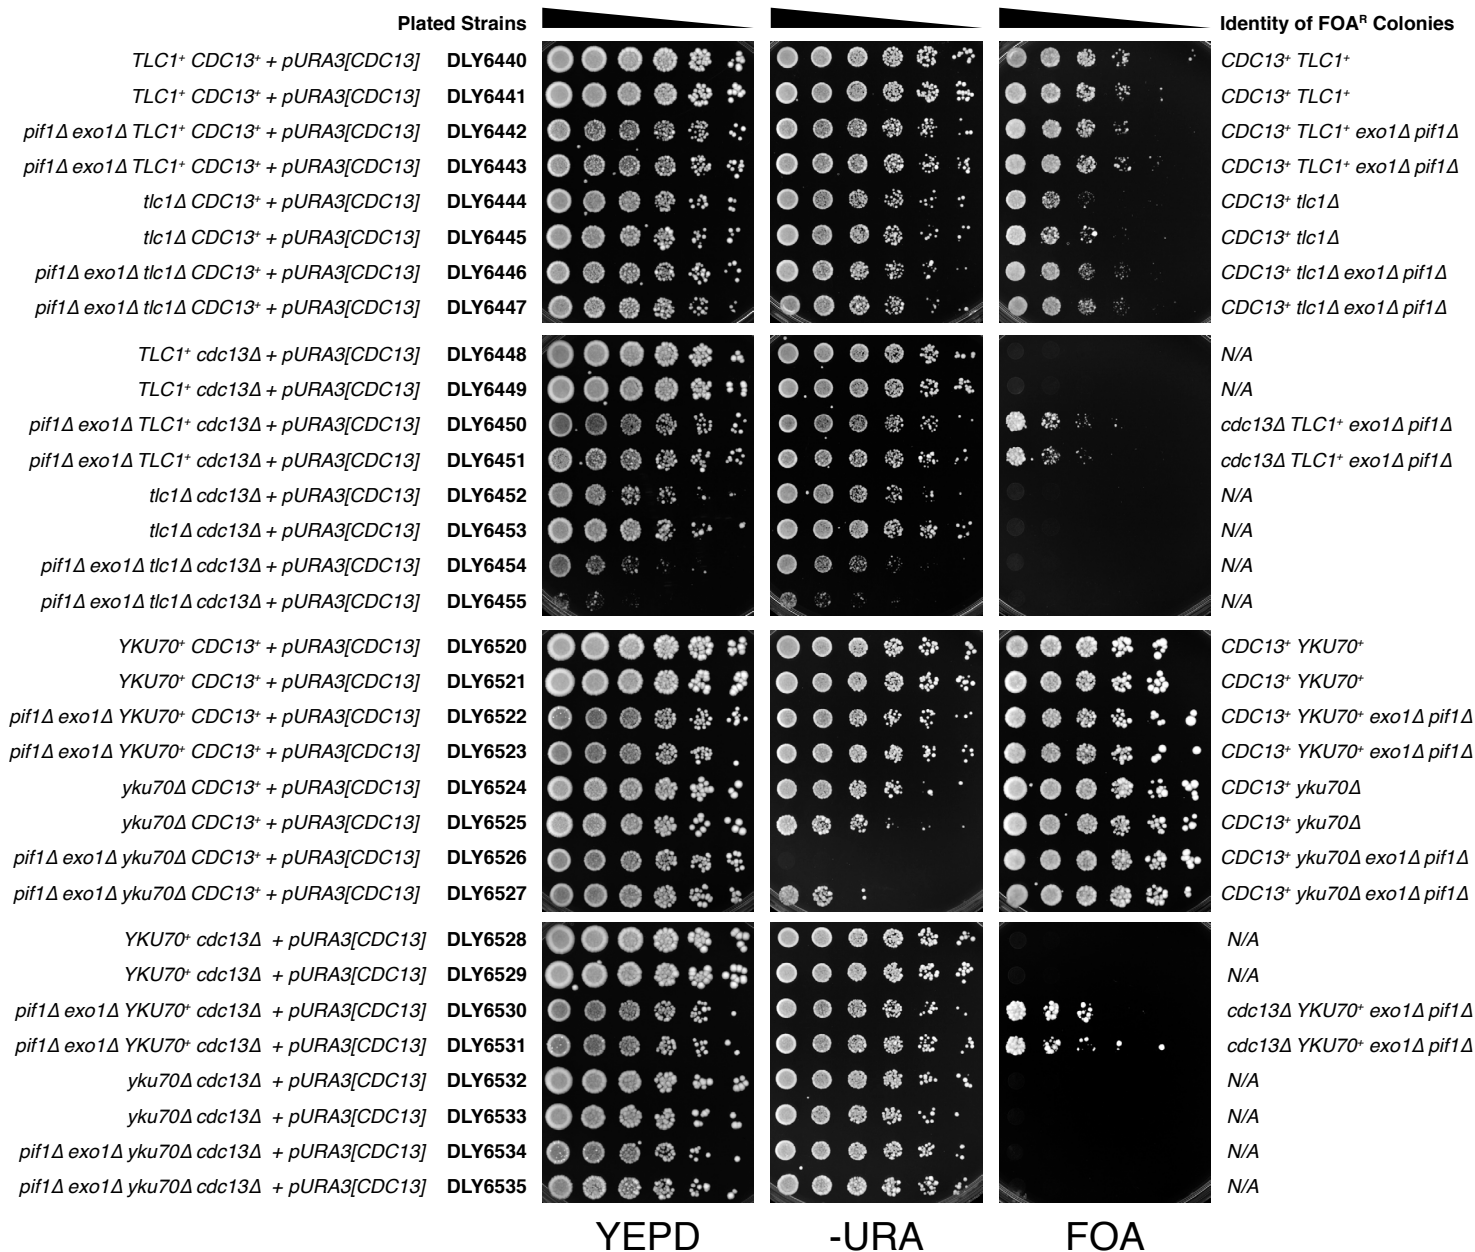 Plated Strains Identity of FOAᴿ Colonies
TLC1⁺ CDC13⁺ + pURA3[CDC13] DLY6440 CDC13⁺ TLC1⁺
TLC1⁺ CDC13⁺ + pURA3[CDC13] DLY6441 CDC13⁺ TLC1⁺
pif1Δ exo1Δ TLC1⁺ CDC13⁺ + pURA3[CDC13] DLY6442 CDC13⁺ TLC1⁺ exo1Δ pif1Δ
pif1Δ exo1Δ TLC1⁺ CDC13⁺ + pURA3[CDC13] DLY6443 CDC13⁺ TLC1⁺ exo1Δ pif1Δ
tlc1Δ CDC13⁺ + pURA3[CDC13] DLY6444 CDC13⁺ tlc1Δ
tlc1Δ CDC13⁺ + pURA3[CDC13] DLY6445 CDC13⁺ tlc1Δ
pif1Δ exo1Δ tlc1Δ CDC13⁺ + pURA3[CDC13] DLY6446 CDC13⁺ tlc1Δ exo1Δ pif1Δ
pif1Δ exo1Δ tlc1Δ CDC13⁺ + pURA3[CDC13] DLY6447 CDC13⁺ tlc1Δ exo1Δ pif1Δ
TLC1⁺ cdc13Δ + pURA3[CDC13] DLY6448 N/A
TLC1⁺ cdc13Δ + pURA3[CDC13] DLY6449 N/A
pif1Δ exo1Δ TLC1⁺ cdc13Δ + pURA3[CDC13] DLY6450 cdc13Δ TLC1⁺ exo1Δ pif1Δ
pif1Δ exo1Δ TLC1⁺ cdc13Δ + pURA3[CDC13] DLY6451 cdc13Δ TLC1⁺ exo1Δ pif1Δ
tlc1Δ cdc13Δ + pURA3[CDC13] DLY6452 N/A
tlc1Δ cdc13Δ + pURA3[CDC13] DLY6453 N/A
pif1Δ exo1Δ tlc1Δ cdc13Δ + pURA3[CDC13] DLY6454 N/A
pif1Δ exo1Δ tlc1Δ cdc13Δ + pURA3[CDC13] DLY6455 N/A
YKU70⁺ CDC13⁺ + pURA3[CDC13] DLY6520 CDC13⁺ YKU70⁺
YKU70⁺ CDC13⁺ + pURA3[CDC13] DLY6521 CDC13⁺ YKU70⁺
pif1Δ exo1Δ YKU70⁺ CDC13⁺ + pURA3[CDC13] DLY6522 CDC13⁺ YKU70⁺ exo1Δ pif1Δ
pif1Δ exo1Δ YKU70⁺ CDC13⁺ + pURA3[CDC13] DLY6523 CDC13⁺ YKU70⁺ exo1Δ pif1Δ
yku70Δ CDC13⁺ + pURA3[CDC13] DLY6524 CDC13⁺ yku70Δ
yku70Δ CDC13⁺ + pURA3[CDC13] DLY6525 CDC13⁺ yku70Δ
pif1Δ exo1Δ yku70Δ CDC13⁺ + pURA3[CDC13] DLY6526 CDC13⁺ yku70Δ exo1Δ pif1Δ
pif1Δ exo1Δ yku70Δ CDC13⁺ + pURA3[CDC13] DLY6527 CDC13⁺ yku70Δ exo1Δ pif1Δ
YKU70⁺ cdc13Δ + pURA3[CDC13] DLY6528 N/A
YKU70⁺ cdc13Δ + pURA3[CDC13] DLY6529 N/A
pif1Δ exo1Δ YKU70⁺ cdc13Δ + pURA3[CDC13] DLY6530 cdc13Δ YKU70⁺ exo1Δ pif1Δ
pif1Δ exo1Δ YKU70⁺ cdc13Δ + pURA3[CDC13] DLY6531 cdc13Δ YKU70⁺ exo1Δ pif1Δ
yku70Δ cdc13Δ + pURA3[CDC13] DLY6532 N/A
yku70Δ cdc13Δ + pURA3[CDC13] DLY6533 N/A
pif1Δ exo1Δ yku70Δ cdc13Δ + pURA3[CDC13] DLY6534 N/A
pif1Δ exo1Δ yku70Δ cdc13Δ + pURA3[CDC13] DLY6535 N/A
YEPD -URA FOA